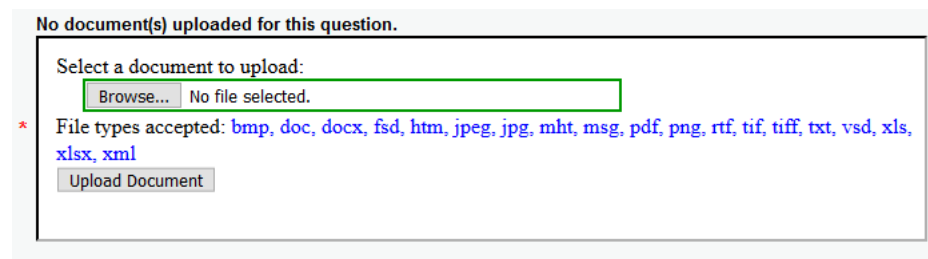 No document(s) uploaded for this question.
Select a document to upload:
Browse... No file selected.
* File types accepted: bmp, doc, docx, fsd, htm, jpeg, jpg, mht, msg, pdf, png, rtf, tif, tiff, txt, vsd, xls,
xlsx, xml
Upload Document